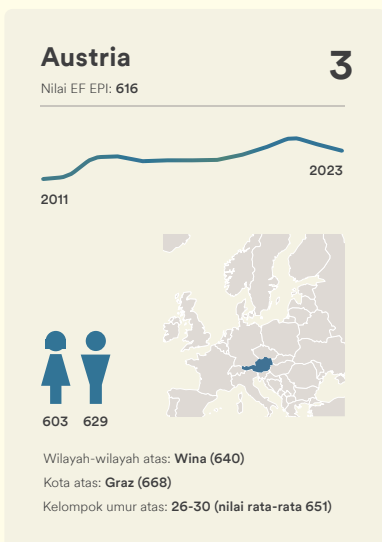 Austria
3
Nilai EF EPI: 616
2023
2011
603 629
Wilayah-wilayah atas: Wina (640)
Kota atas: Graz (668)
Kelompok umur atas: 26-30 (nilai rata-rata 651)